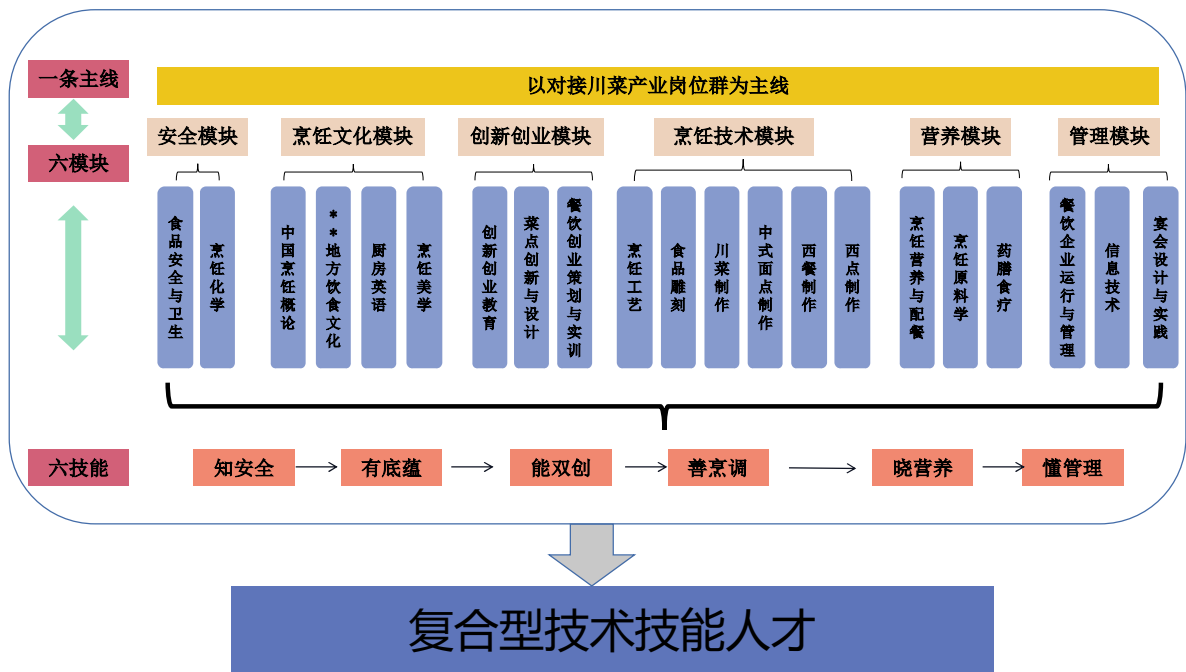 一条主线
以对接川菜产业岗位群为主线
六模块
安全模块
烹饪文化模块
创新创业模块
烹饪技术模块
营养模块
管理模块
食品安全与卫生
烹饪化学
中国烹饪概论
**地方饮食文化
厨房英语
烹饪美学
创新创业教育
菜点创新与设计
餐饮创业策划与实训
烹饪工艺
食品雕刻
川菜制作
中式面点制作
西餐制作
西点制作
烹饪营养与配餐
烹饪原料学
药膳食疗
餐饮企业运行与管理
信息技术
宴会设计与实践
六技能
知安全
有底蕴
能双创
善烹调
晓营养
懂管理
复合型技术技能人才